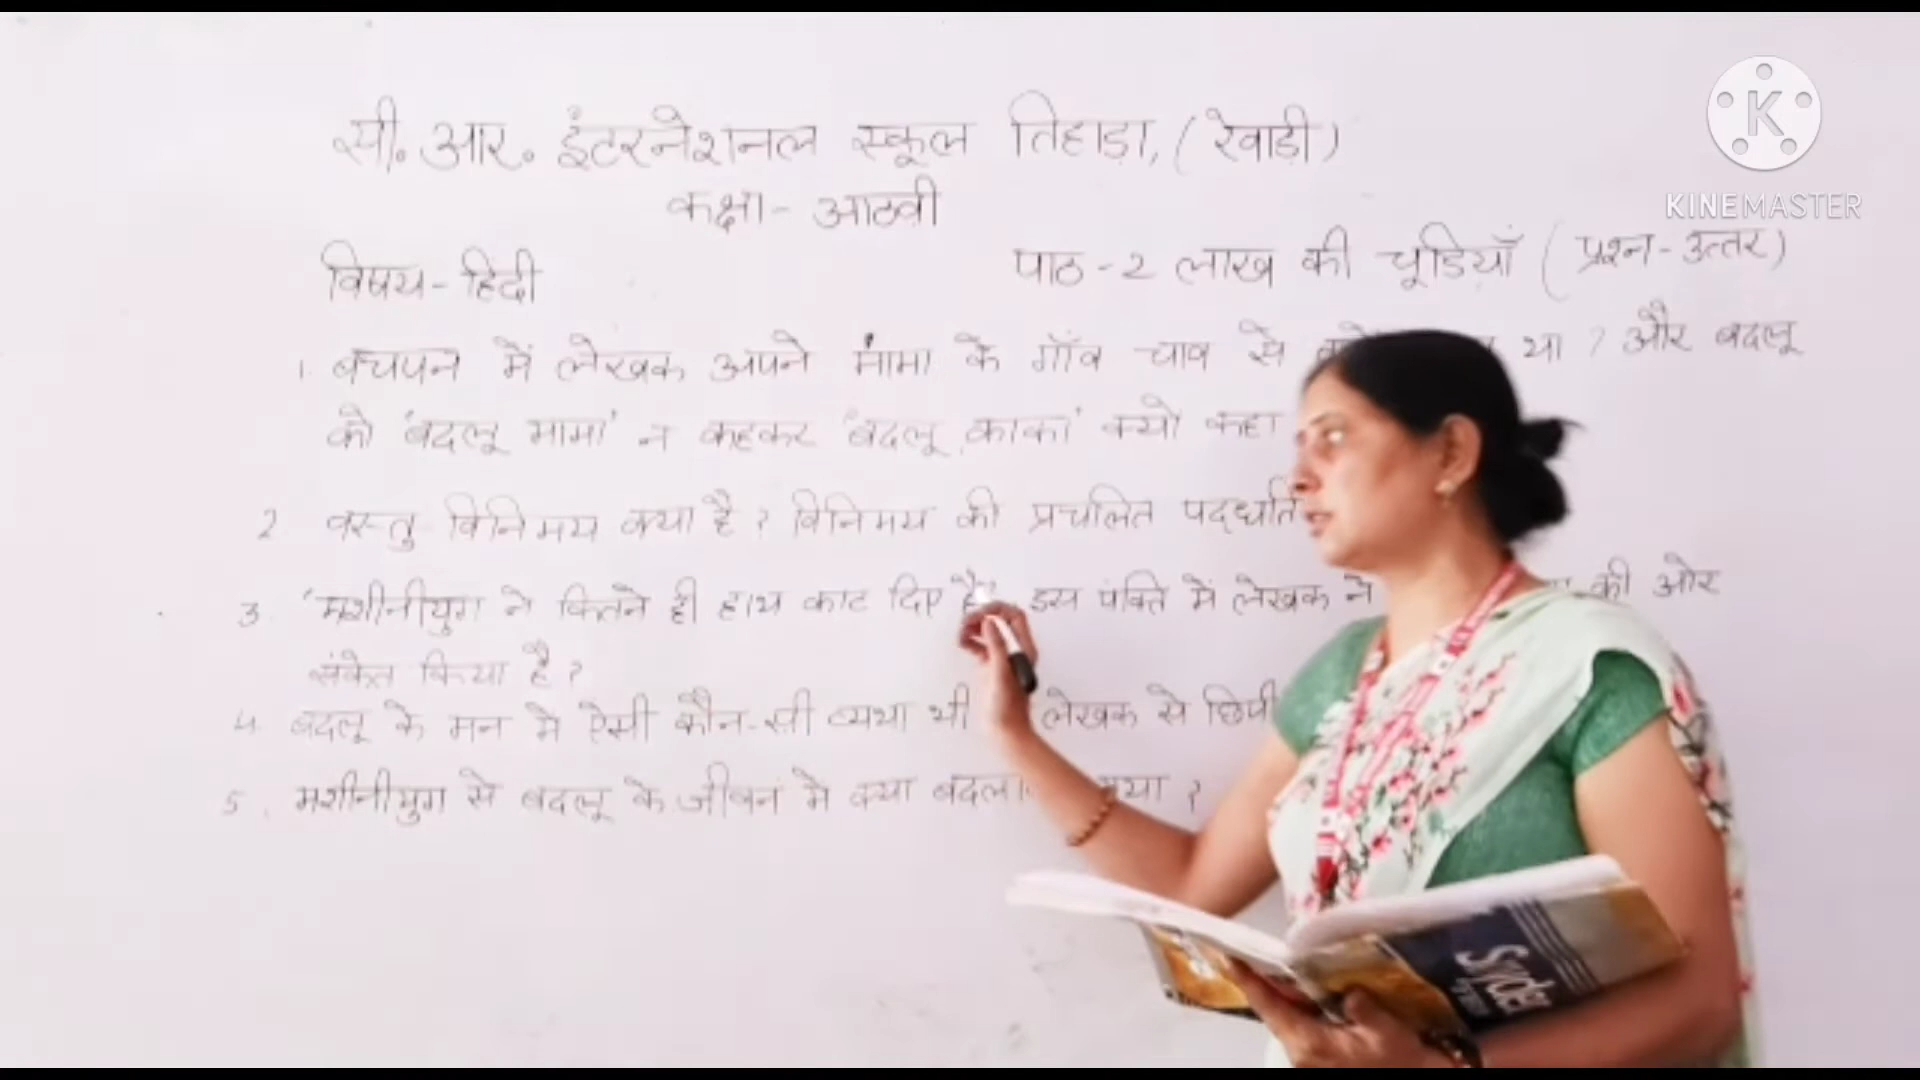 सी. आर. इंटरनेशनल स्कूल तिहाड़ा, (रेवाड़ी)
कक्षा - आठवी
विषय - हिंदी
पाठ - 2 लाख की चूडियाँ (प्रश्न - उत्तर)
1. बचपन में लेखक अपने मामा के गाँव चाव से था ? और बदलू
को 'बदलू मामा' न कहकर 'बदलू काका' क्यों कहा
2 वस्तु विनिमय क्या है ? विनिमय की प्रचलित पद्धति
3. 'मशीनीयुग ने कितने ही हाथ काट दिए है' इस पंक्ति में लेखक ने की ओर
संकेत किया है ?
4. बदलू के मन मे ऐसी कौन-सी व्यथा थी लेखक से छिपी
5. मशीनीयुग से बदलू के जीवन मे क्या ?
KINEMASTER
Snyder